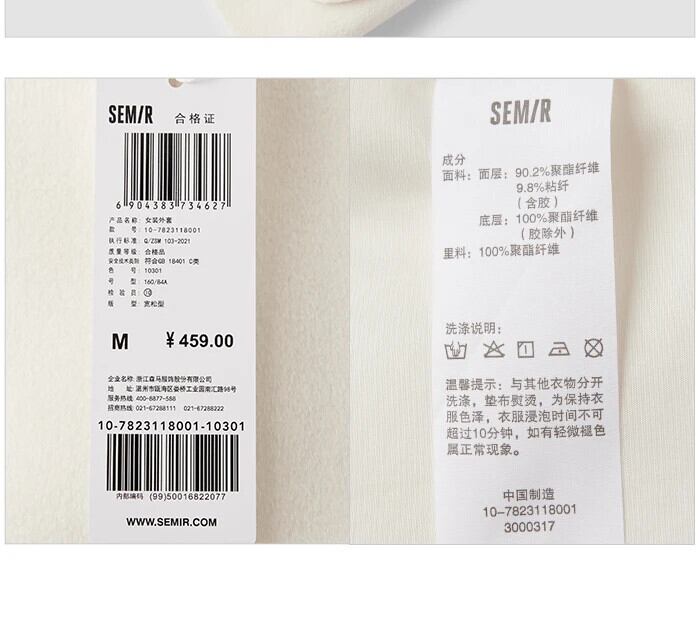 SEMIR 合格证
6 904383 734627
产品名称: 女装外套
款 号: 10-7823118001
执行标准: Q/ZSM 103-2021
质量等级: 合格品
安全技术类别 符合GB 18401 C类
色 号: 10301
号 型: 160/84A
检 验 员: ⑩
版 型: 宽松型
M ¥ 459.00
企业名称: 浙江森马服饰股份有限公司
地 址: 温州市瓯海区娄桥工业园南汇路98号
服务热线: 400-8877-588
招商热线: 021-67288111 021-67288222
10-7823118001-10301
内部编码 (99)50016822077
WWW.SEMIR.COM
SEMIR
成分
面料: 面层: 90.2%聚酯纤维
9.8%粘纤
(含胶)
底层: 100%聚酯纤维
(胶除外)
里料: 100%聚酯纤维
洗涤说明:
温馨提示: 与其他衣物分开
洗涤, 垫布熨烫, 为保持衣
服色泽, 衣服浸泡时间不可
超过10分钟, 如有轻微褪色
属正常现象。
中国制造
10-7823118001
3000317